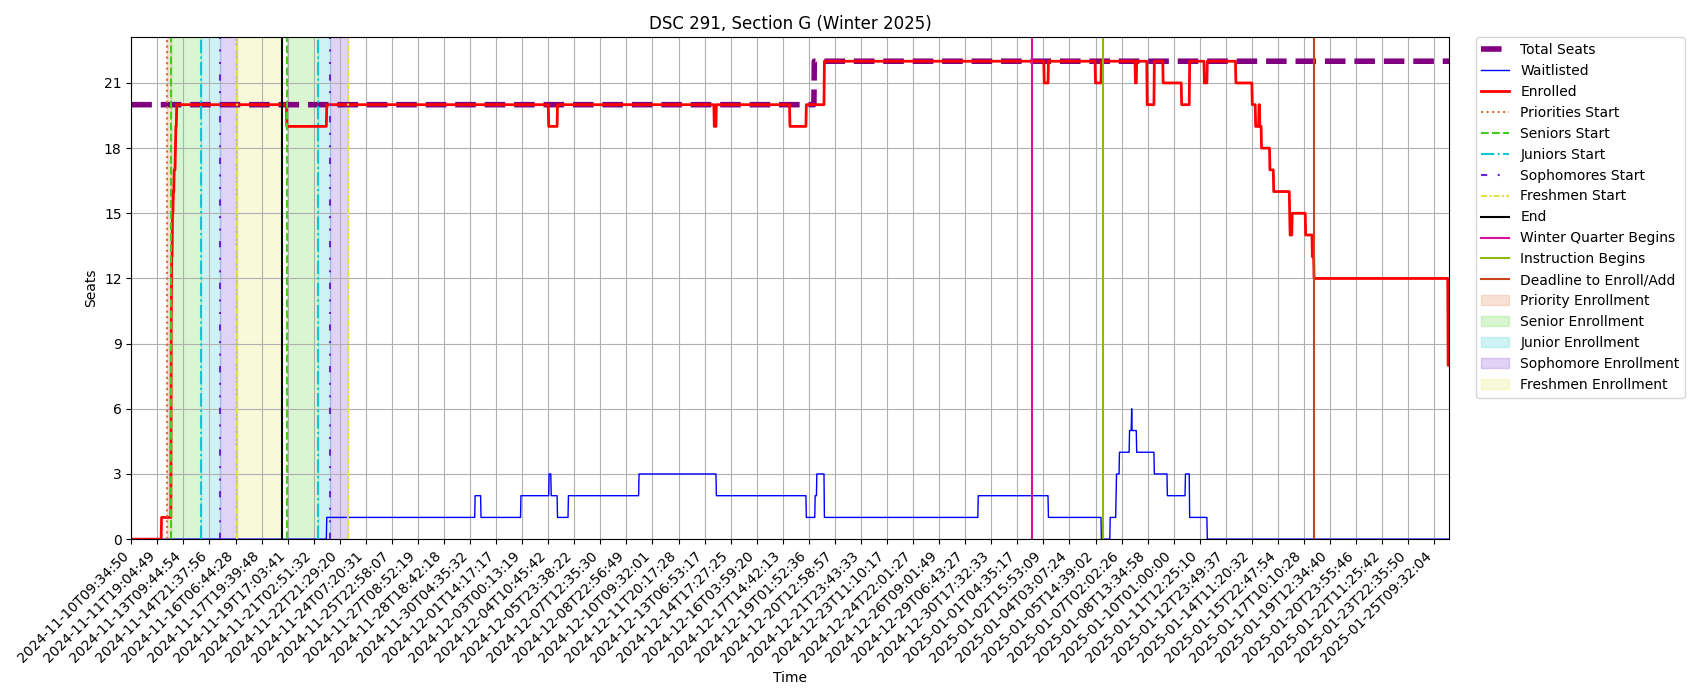 DSC 291, Section G (Winter 2025)
Seats
21
18
15
12
9
6
3
0
2024-11-10T09:34:50
2024-11-11T19:04:49
2024-11-13T09:44:54
2024-11-14T21:37:56
2024-11-16T06:44:28
2024-11-17T19:39:48
2024-11-19T17:03:41
2024-11-21T02:51:32
2024-11-22T21:29:20
2024-11-24T07:20:31
2024-11-25T22:58:07
2024-11-27T08:52:19
2024-11-28T18:42:18
2024-11-30T04:35:32
2024-12-01T14:17:17
2024-12-03T00:13:19
2024-12-04T10:45:42
2024-12-05T23:38:22
2024-12-07T12:35:30
2024-12-08T22:56:49
2024-12-10T09:32:01
2024-12-11T20:17:28
2024-12-13T06:53:17
2024-12-14T17:27:25
2024-12-16T03:59:20
2024-12-17T14:42:13
2024-12-19T01:52:36
2024-12-20T12:58:57
2024-12-21T23:43:33
2024-12-23T11:10:17
2024-12-24T22:01:27
2024-12-26T09:01:49
2024-12-29T06:43:27
2024-12-30T17:32:33
2025-01-01T04:35:17
2025-01-02T15:53:09
2025-01-04T03:07:24
2025-01-05T14:39:02
2025-01-07T02:02:26
2025-01-08T13:34:58
2025-01-10T01:00:00
2025-01-11T12:25:10
2025-01-12T23:49:37
2025-01-14T11:20:32
2025-01-15T22:47:54
2025-01-17T10:10:28
2025-01-19T12:34:40
2025-01-20T23:55:46
2025-01-22T11:25:42
2025-01-23T22:35:50
2025-01-25T09:32:04
Time
Total Seats
Waitlisted
Enrolled
Priorities Start
Seniors Start
Juniors Start
Sophomores Start
Freshmen Start
End
Winter Quarter Begins
Instruction Begins
Deadline to Enroll/Add
Priority Enrollment
Senior Enrollment
Junior Enrollment
Sophomore Enrollment
Freshmen Enrollment